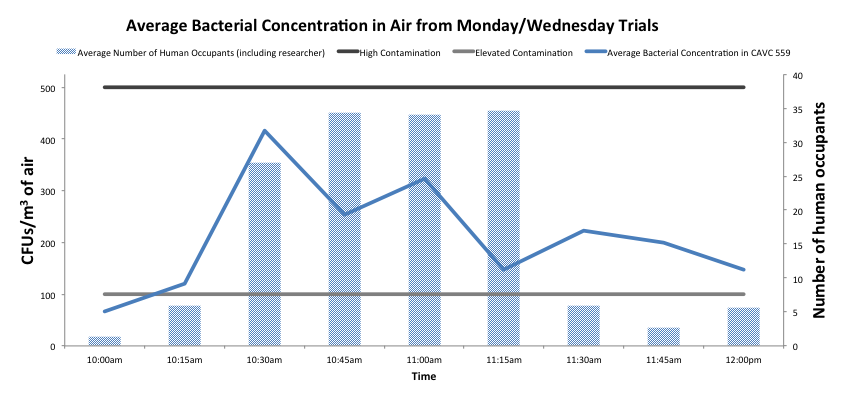 Average Bacterial Concentration in Air from Monday/Wednesday Trials
Average Number of Human Occupants (including researcher) High Contamination Elevated Contamination Average Bacterial Concentration in CAVC 559
CFUs/m³ of air
500
400
300
200
100
0
40
35
30
25
20
15
10
5
0
Number of human occupants
10:00am 10:15am 10:30am 10:45am 11:00am 11:15am 11:30am 11:45am 12:00pm
Time